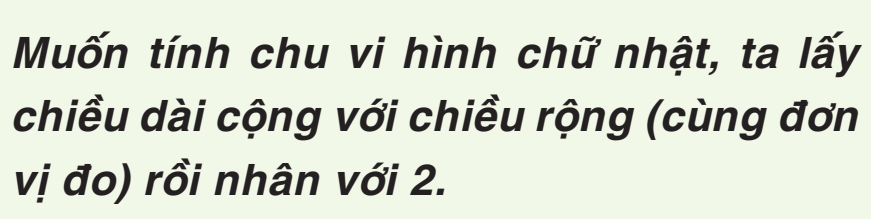 Muốn tính chu vi hình chữ nhật, ta lấy
chiều dài cộng với chiều rộng (cùng đơn
vị đo) rồi nhân với 2.